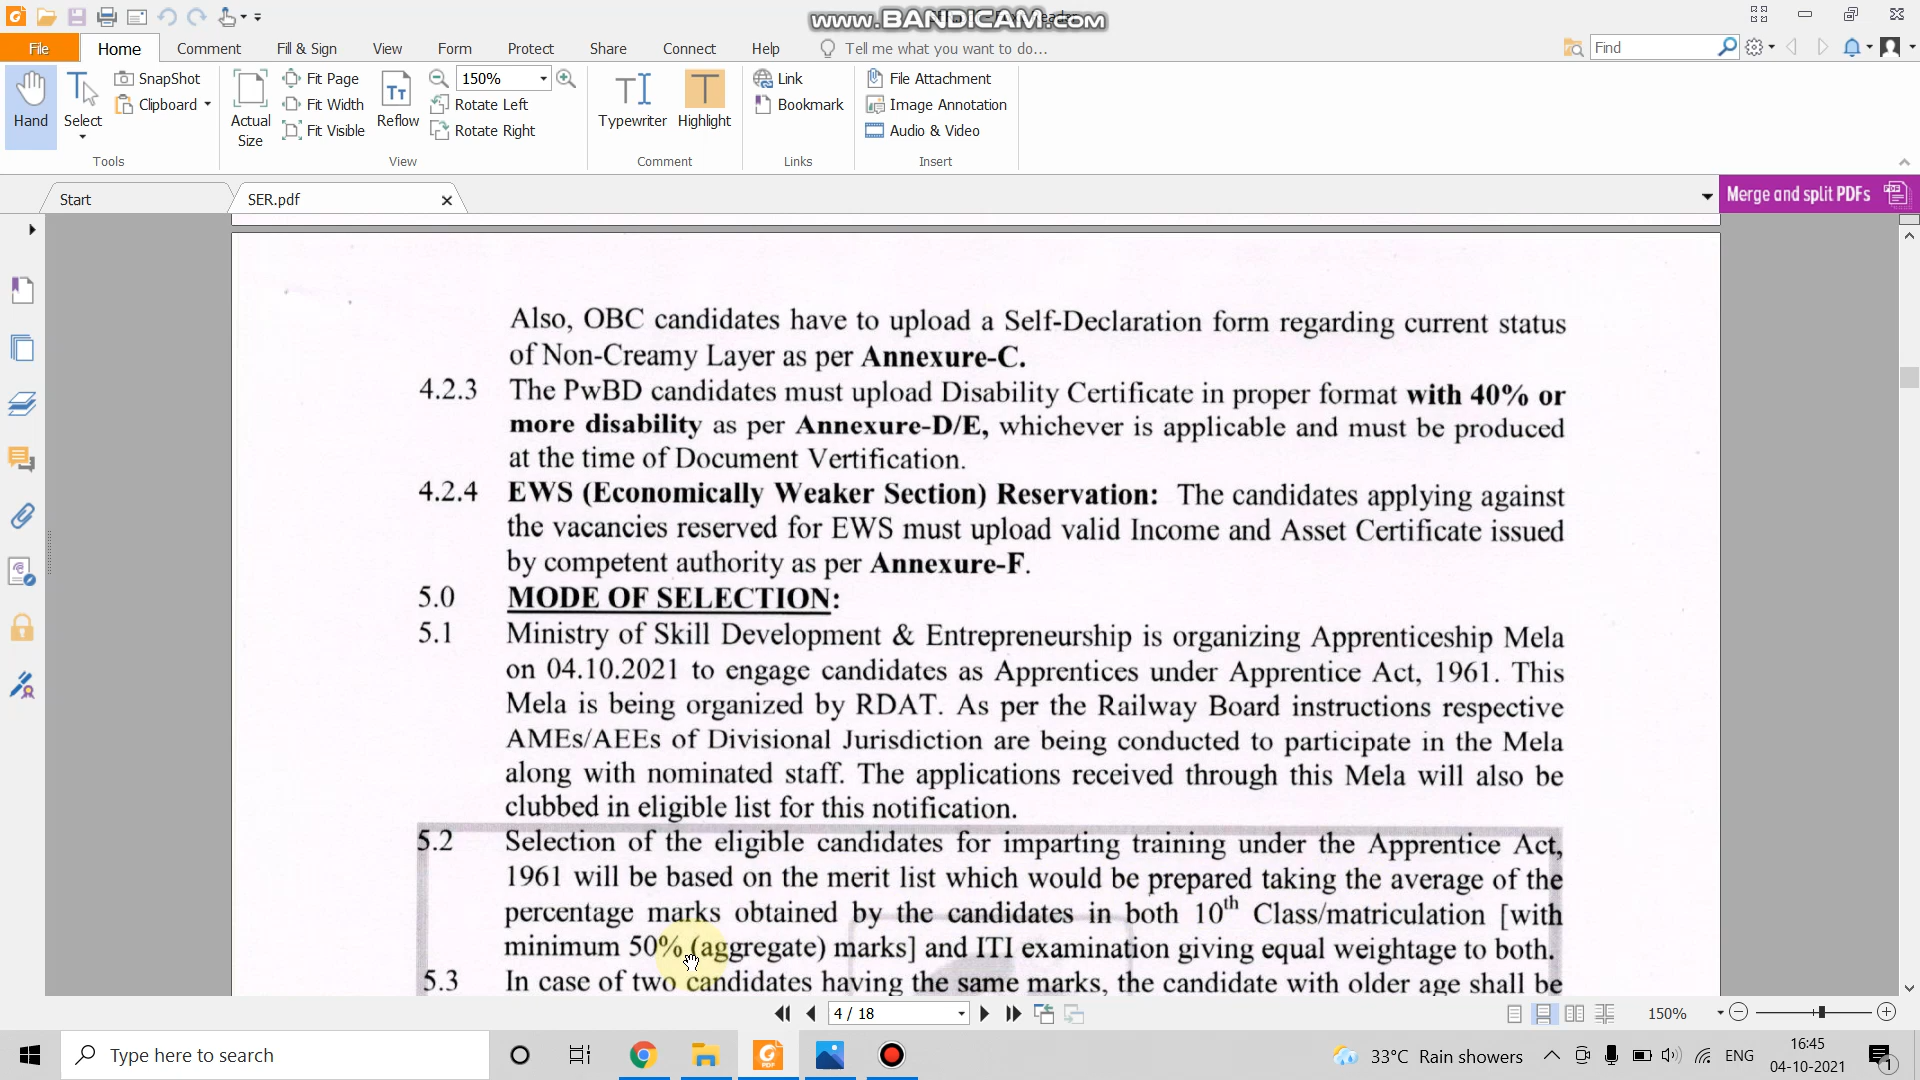 www.BANDICAM.com
File Home Comment Fill & Sign View Form Protect Share Connect Help Tell me what you want to do... Find
Hand
Select
SnapShot
Clipboard
Tools
Actual Size
Fit Page
Fit Width
Fit Visible
Reflow
150%
Rotate Left
Rotate Right
View
Typewriter
Highlight
Comment
Link
Bookmark
Links
File Attachment
Image Annotation
Audio & Video
Insert
Start
SER.pdf
Merge and split PDFs
Also, OBC candidates have to upload a Self-Declaration form regarding current status
of Non-Creamy Layer as per Annexure-C.
4.2.3 The PwBD candidates must upload Disability Certificate in proper format with 40% or
more disability as per Annexure-D/E, whichever is applicable and must be produced
at the time of Document Vertification.
4.2.4 EWS (Economically Weaker Section) Reservation: The candidates applying against
the vacancies reserved for EWS must upload valid Income and Asset Certificate issued
by competent authority as per Annexure-F.
5.0 MODE OF SELECTION:
5.1 Ministry of Skill Development & Entrepreneurship is organizing Apprenticeship Mela
on 04.10.2021 to engage candidates as Apprentices under Apprentice Act, 1961. This
Mela is being organized by RDAT. As per the Railway Board instructions respective
AMEs/AEEs of Divisional Jurisdiction are being conducted to participate in the Mela
along with nominated staff. The applications received through this Mela will also be
clubbed in eligible list for this notification.
5.2 Selection of the eligible candidates for imparting training under the Apprentice Act,
1961 will be based on the merit list which would be prepared taking the average of the
percentage marks obtained by the candidates in both 10th Class/matriculation [with
minimum 50% (aggregate) marks] and ITI examination giving equal weightage to both.
5.3 In case of two candidates having the same marks, the candidate with older age shall be
4 / 18
150%
Type here to search
33°C Rain showers
ENG
16:45
04-10-2021
1